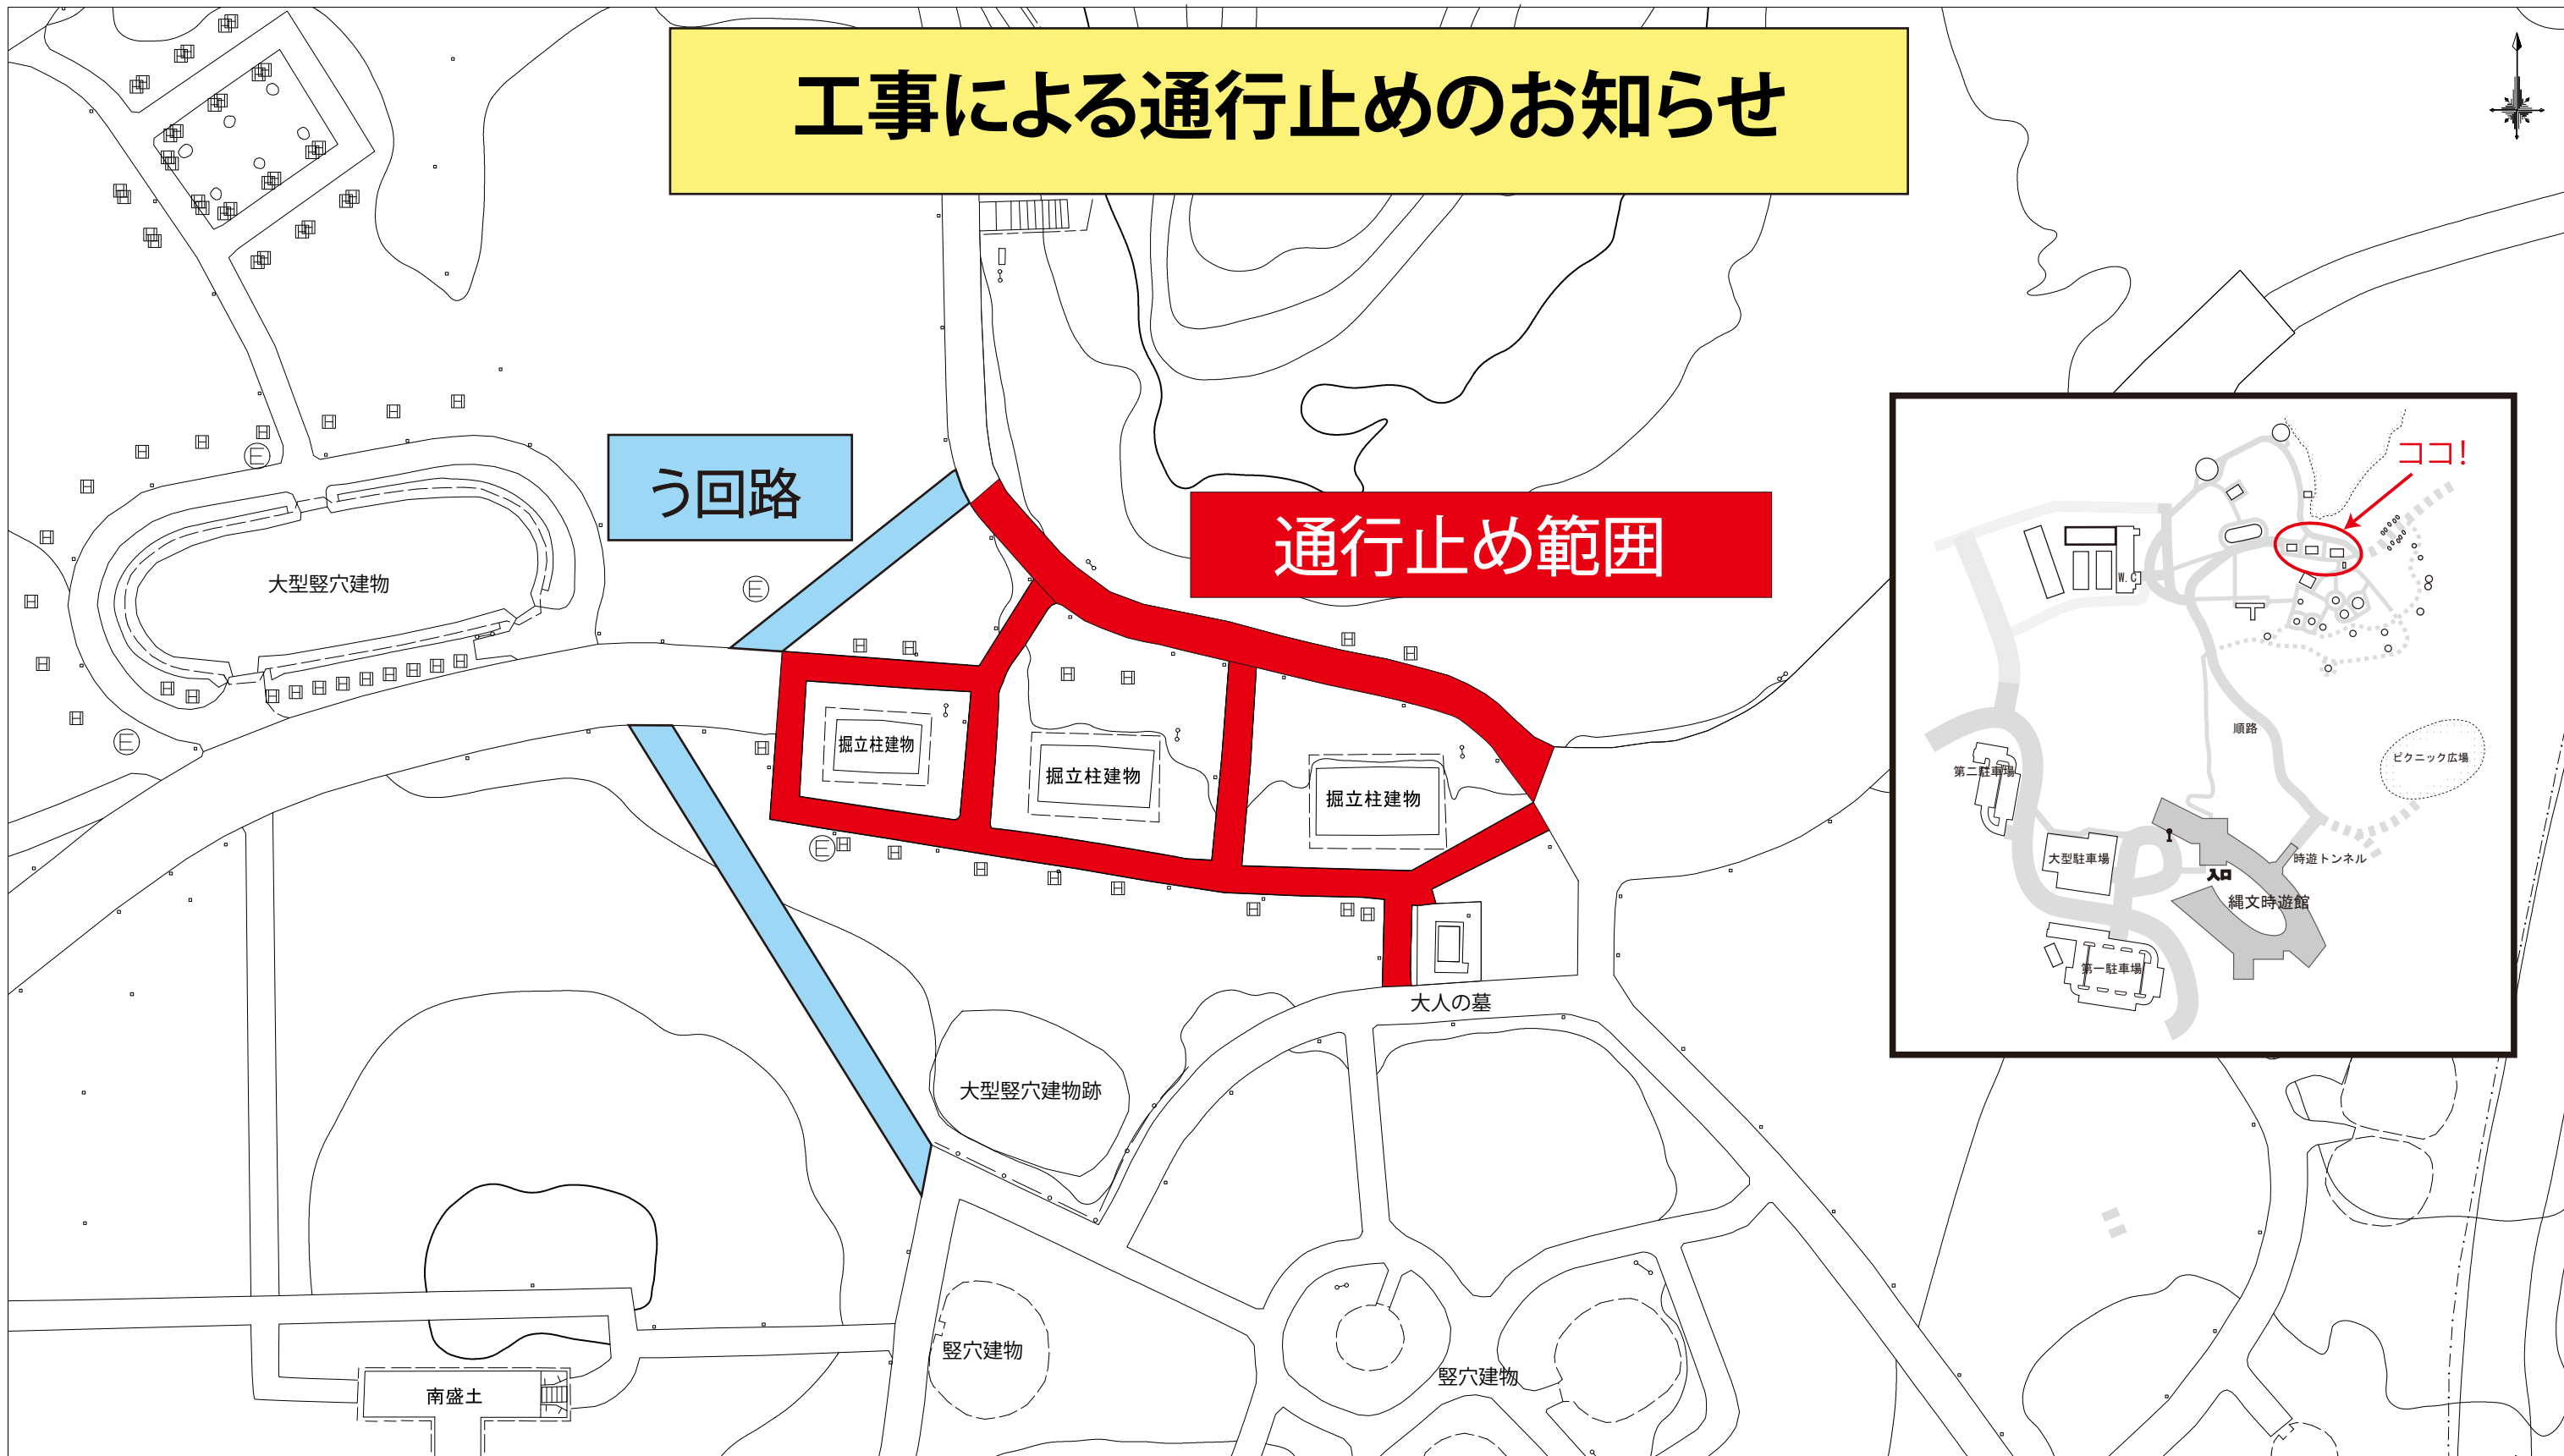 工事による通行止めのお知らせ
う回路
通行止め範囲
大型竪穴建物
掘立柱建物
掘立柱建物
掘立柱建物
大人の墓
大型竪穴建物跡
竪穴建物
竪穴建物
南盛土
ココ！
W.C
順路
ピクニック広場
第二駐車場
大型駐車場
時遊トンネル
入口
縄文時遊館
第一駐車場